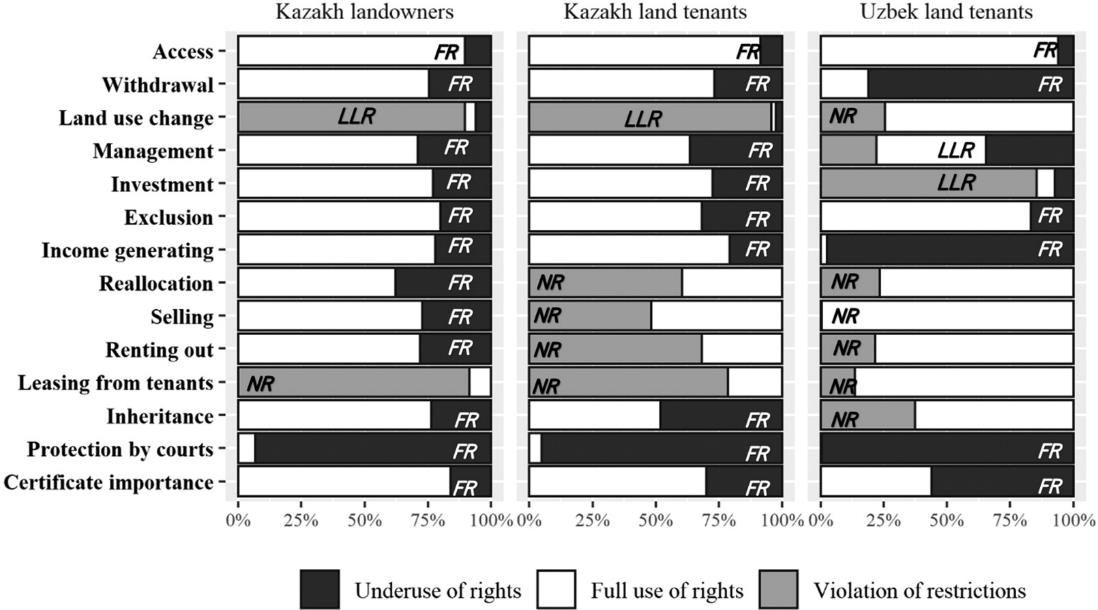 Kazakh landowners Kazakh land tenants Uzbek land tenants
Access FR FR FR
Withdrawal FR FR FR
Land use change LLR LLR NR
Management FR FR LLR
Investment FR FR LLR
Exclusion FR FR FR
Income generating FR FR FR
Reallocation FR NR NR
Selling FR NR NR
Renting out FR NR NR
Leasing from tenants NR NR NR
Inheritance FR FR NR
Protection by courts FR FR FR
Certificate importance FR FR FR
0% 25% 50% 75% 100% 0% 25% 50% 75% 100% 0% 25% 50% 75% 100%
Underuse of rights Full use of rights Violation of restrictions